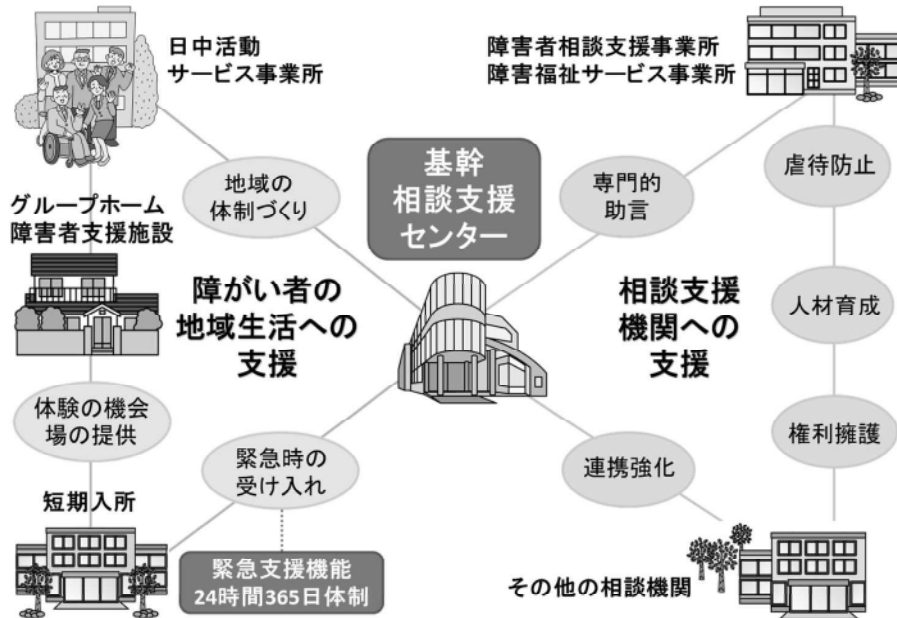 日中活動
サービス事業所
障害者相談支援事業所
障害福祉サービス事業所
基幹
相談支援
センター
地域の
体制づくり
専門的
助言
虐待防止
グループホーム
障害者支援施設
障がい者の
地域生活への
支援
相談支援
機関への
支援
人材育成
体験の機会
場の提供
緊急時の
受け入れ
連携強化
権利擁護
短期入所
緊急支援機能
24時間365日体制
その他の相談機関